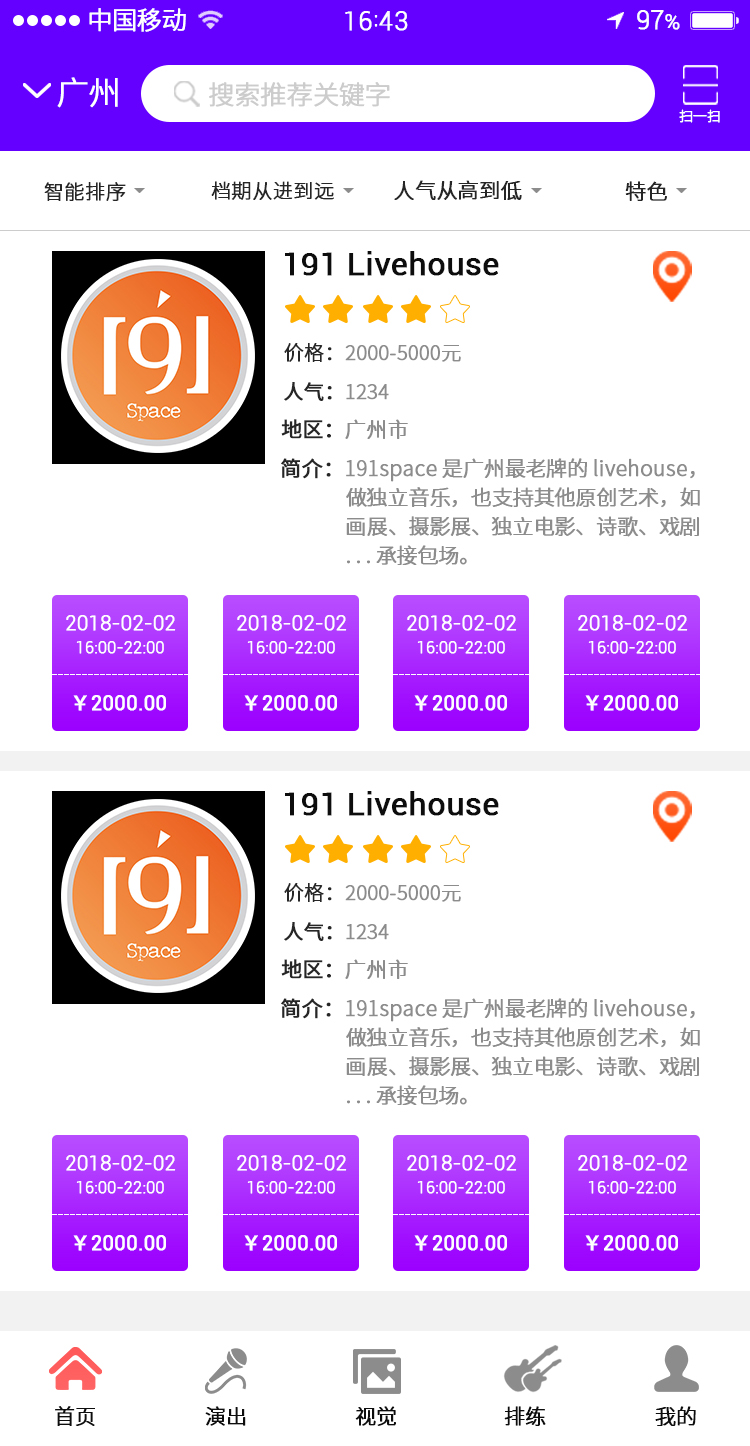 中国移动 16:43 97%
广州 搜索推荐关键字 扫一扫
智能排序 档期从进到远 人气从高到低 特色
191 Livehouse
191
Space
价格：2000-5000元
人气：1234
地区：广州市
简介：191space 是广州最老牌的 livehouse，
做独立音乐，也支持其他原创艺术，如
画展、摄影展、独立电影、诗歌、戏剧
...承接包场。
2018-02-02 2018-02-02 2018-02-02 2018-02-02
16:00-22:00 16:00-22:00 16:00-22:00 16:00-22:00
￥2000.00 ￥2000.00 ￥2000.00 ￥2000.00
191 Livehouse
191
Space
价格：2000-5000元
人气：1234
地区：广州市
简介：191space 是广州最老牌的 livehouse，
做独立音乐，也支持其他原创艺术，如
画展、摄影展、独立电影、诗歌、戏剧
...承接包场。
2018-02-02 2018-02-02 2018-02-02 2018-02-02
16:00-22:00 16:00-22:00 16:00-22:00 16:00-22:00
￥2000.00 ￥2000.00 ￥2000.00 ￥2000.00
首页 演出 视觉 排练 我的